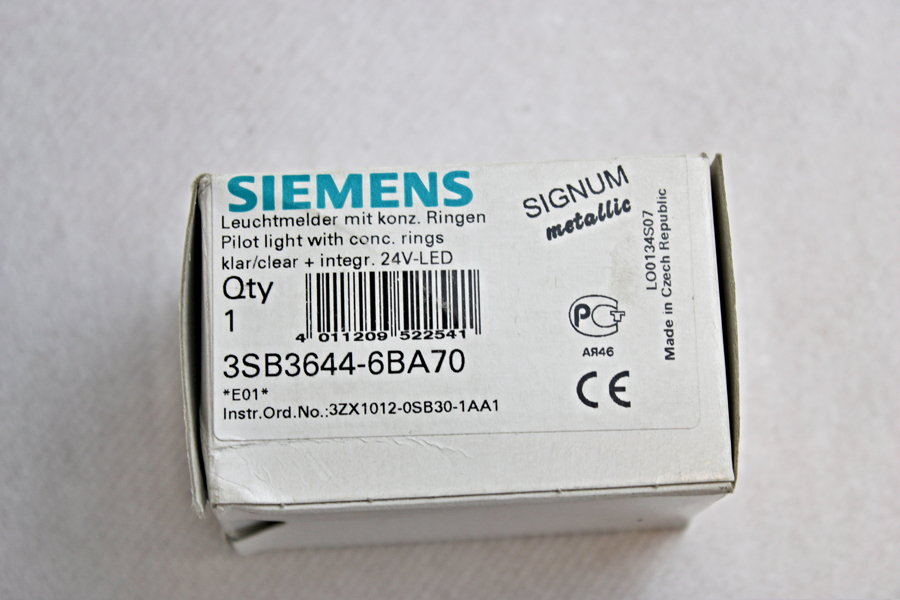 SIEMENS
Leuchtmelder mit konz. Ringen
Pilot light with conc. rings
klar/clear + integr. 24V-LED
Qty
1
4 011209 522541
3SB3644-6BA70
*E01*
Instr.Ord.No.:3ZX1012-0SB30-1AA1
SIGNUM
metallic
PC
АЯ46
CE
LO0134S07
Made in Czech Republic